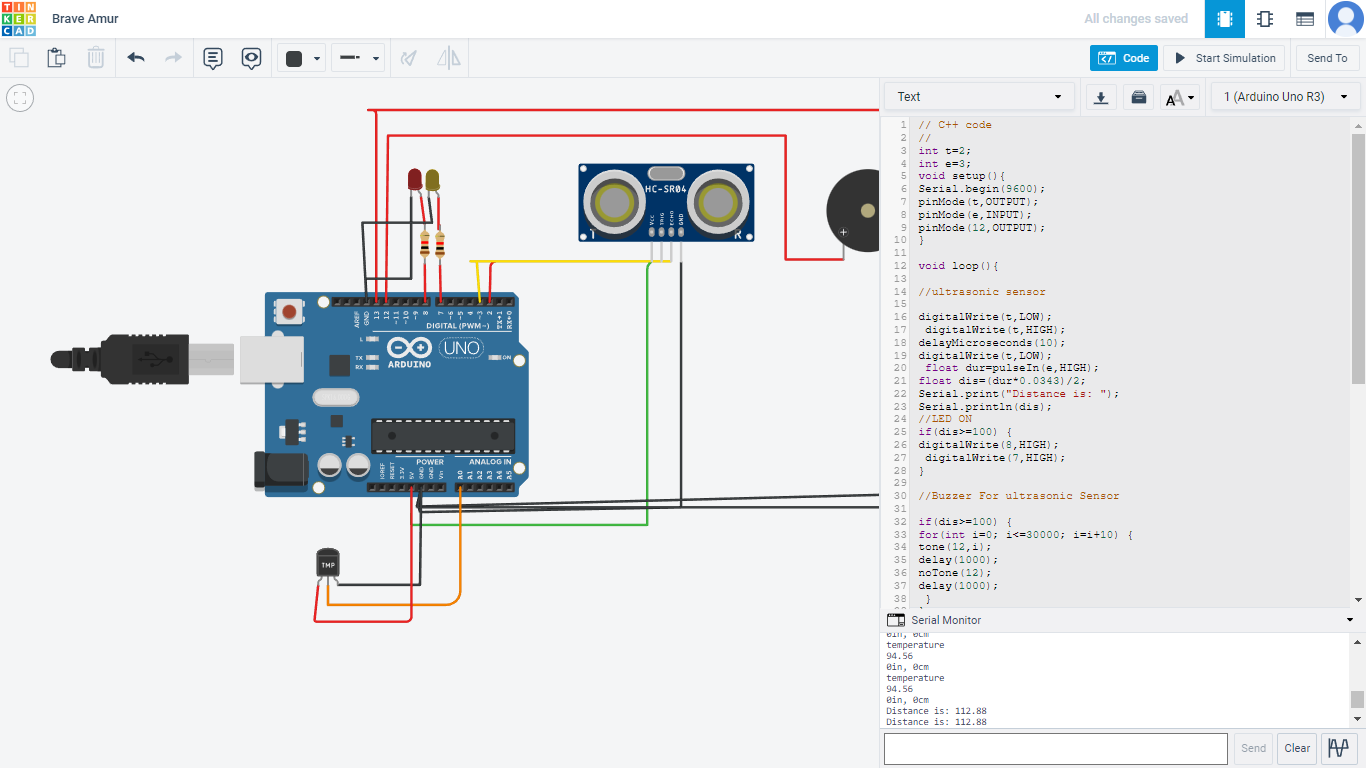 TIN
KER
CAD
Brave Amur
All changes saved
Code
Start Simulation
Send To
Text
1 (Arduino Uno R3)
HC-SR04
VCC
TRIG
ECHO
GND
T
R
+
AREF
GND
13
12
~11
~10
~9
8
7
~6
~5
4
~3
2
TX→1
RX←0
DIGITAL (PWM~)
L
TX
RX
ARDUINO
UNO
ON
POWER
ANALOG IN
IOREF
RESET
3.3V
5V
GND
GND
Vin
A0
A1
A2
A3
A4
A5
TMP
1 // C++ code
2 //
3 int t=2;
4 int e=3;
5 void setup(){
6 Serial.begin(9600);
7 pinMode(t,OUTPUT);
8 pinMode(e,INPUT);
9 pinMode(12,OUTPUT);
10 }
11
12 void loop(){
13
14 //ultrasonic sensor
15
16 digitalWrite(t,LOW);
17 digitalWrite(t,HIGH);
18 delayMicroseconds(10);
19 digitalWrite(t,LOW);
20 float dur=pulseIn(e,HIGH);
21 float dis=(dur*0.0343)/2;
22 Serial.print("Distance is: ");
23 Serial.println(dis);
24 //LED ON
25 if(dis>=100) {
26 digitalWrite(8,HIGH);
27 digitalWrite(7,HIGH);
28 }
29
30 //Buzzer For ultrasonic Sensor
31
32 if(dis>=100) {
33 for(int i=0; i<=30000; i=i+10) {
34 tone(12,i);
35 delay(1000);
36 noTone(12);
37 delay(1000);
38 }
Serial Monitor
0in, 0cm
temperature
94.56
0in, 0cm
temperature
94.56
0in, 0cm
Distance is: 112.88
Distance is: 112.88
Send
Clear